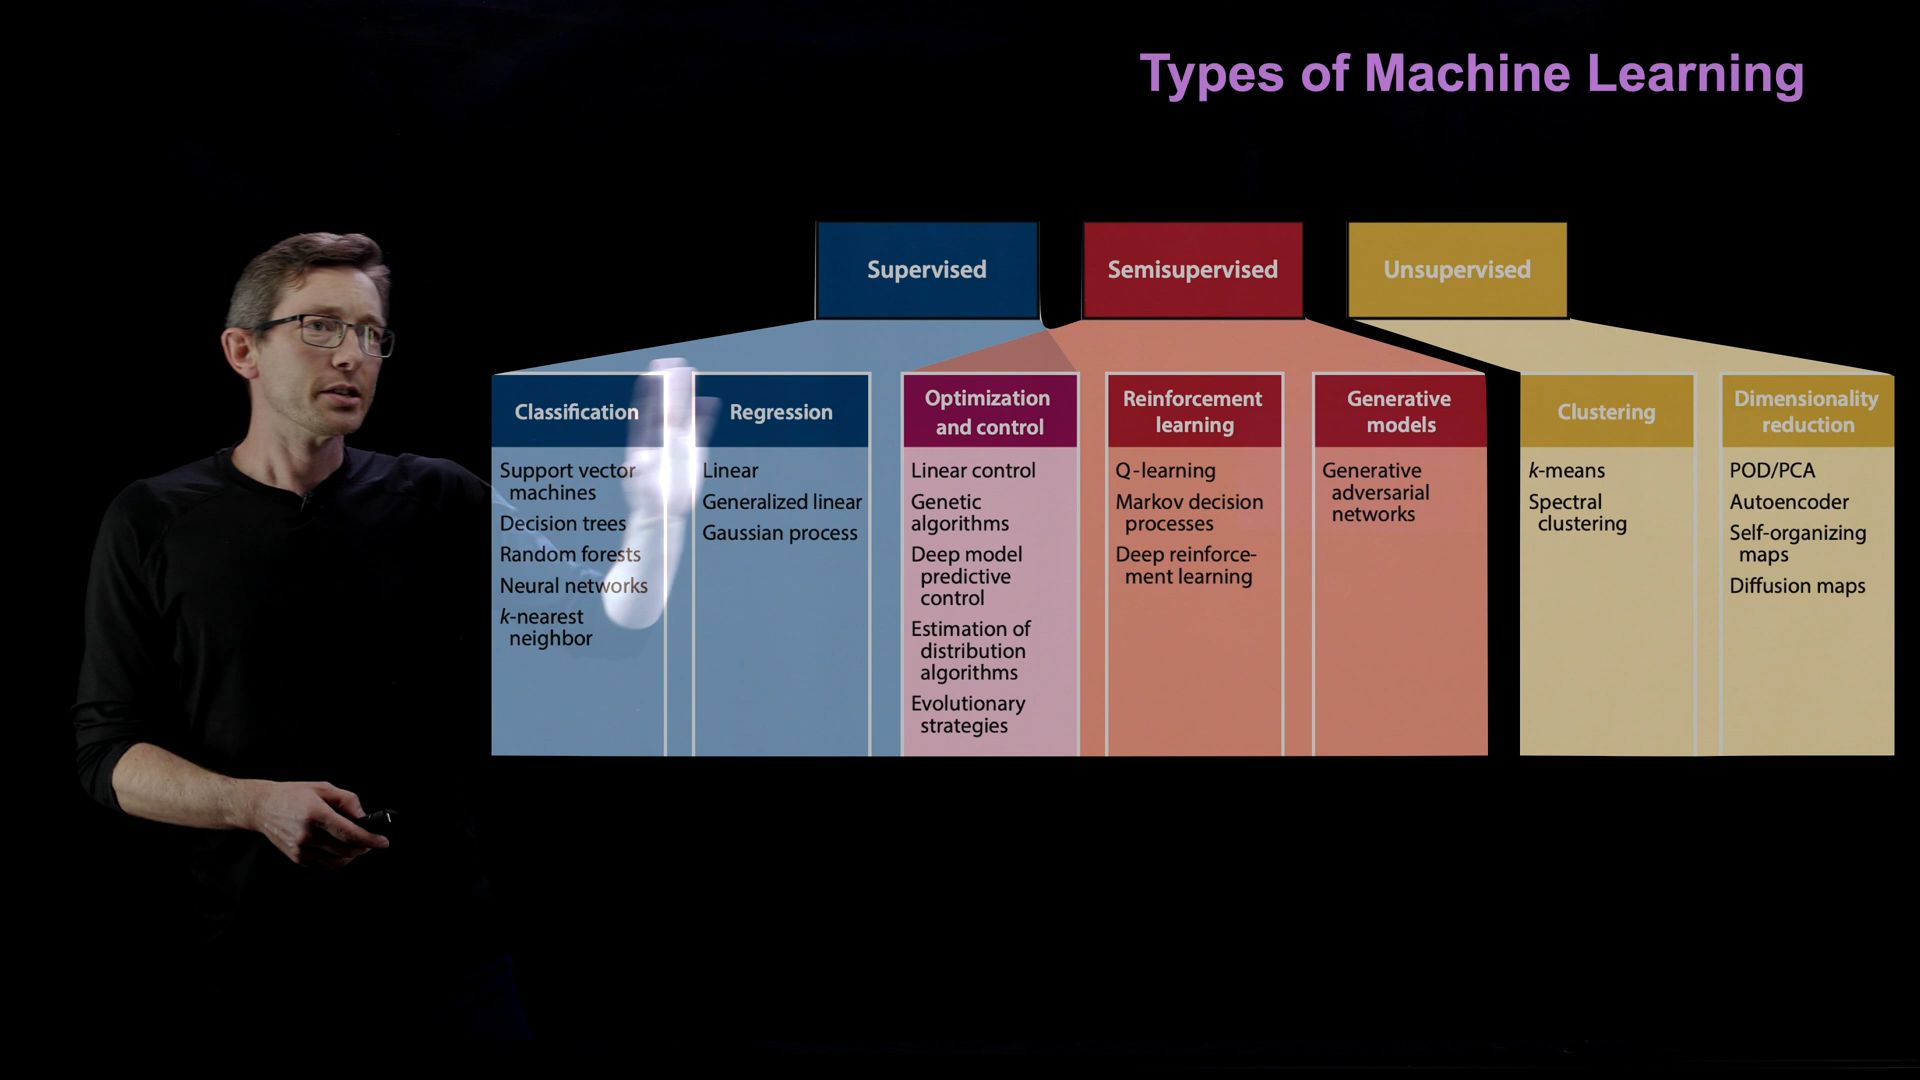 Types of Machine Learning
Supervised
Semisupervised
Unsupervised
Classification
Support vector
machines
Decision trees
Random forests
Neural networks
k-nearest
neighbor
Regression
Linear
Generalized linear
Gaussian process
Optimization
and control
Linear control
Genetic
algorithms
Deep model
predictive
control
Estimation of
distribution
algorithms
Evolutionary
strategies
Reinforcement
learning
Q-learning
Markov decision
processes
Deep reinforce-
ment learning
Generative
models
Generative
adversarial
networks
Clustering
k-means
Spectral
clustering
Dimensionality
reduction
POD/PCA
Autoencoder
Self-organizing
maps
Diffusion maps